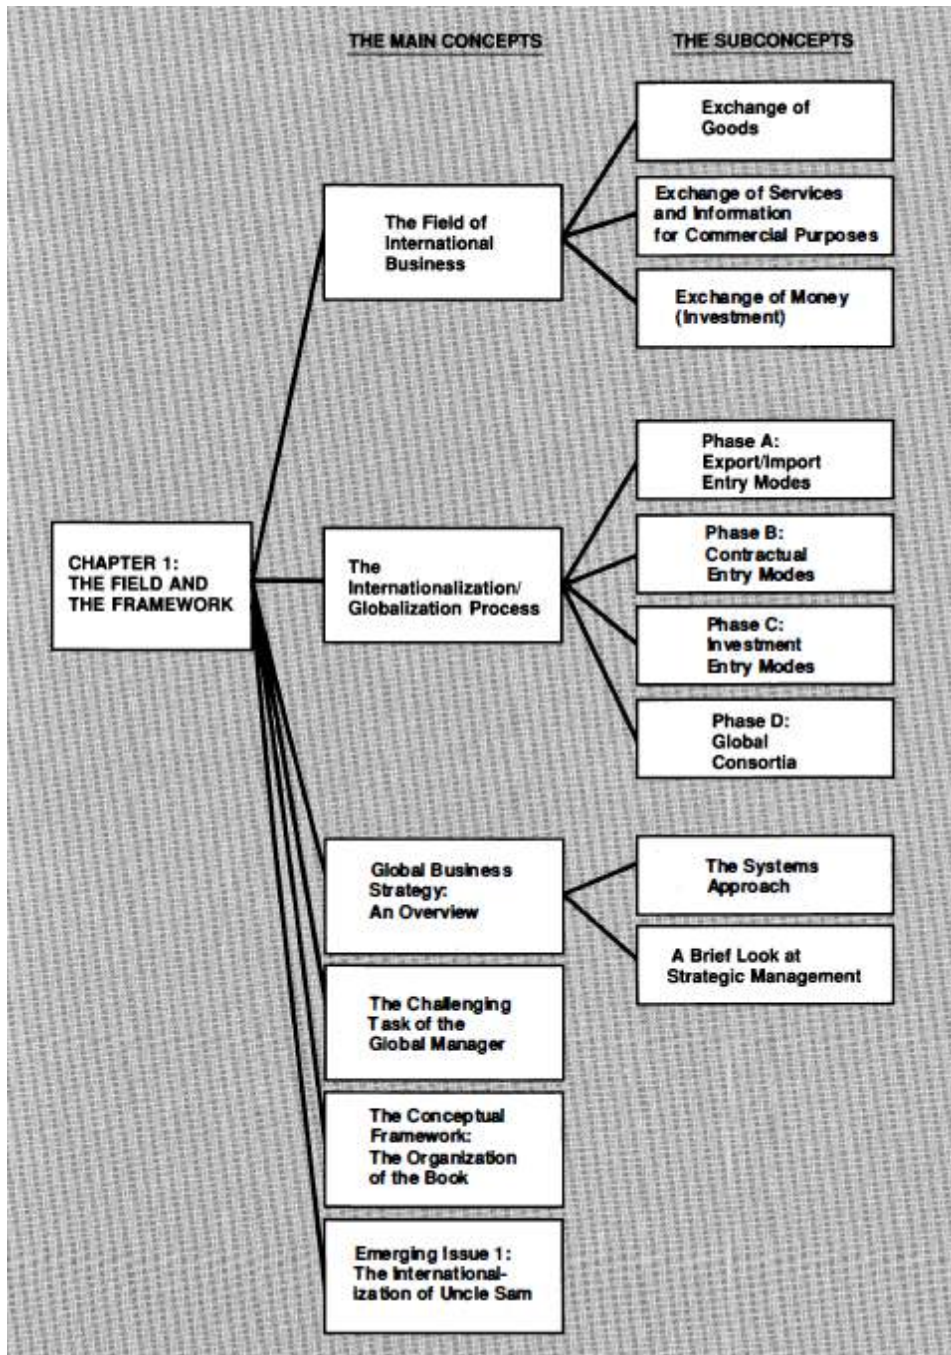 THE MAIN CONCEPTS
THE SUBCONCEPTS
CHAPTER 1:
THE FIELD AND
THE FRAMEWORK
The Field of
International
Business
Exchange of
Goods
Exchange of Services
and Information
for Commercial Purposes
Exchange of Money
(Investment)
The
Internationalization/
Globalization Process
Phase A:
Export/Import
Entry Modes
Phase B:
Contractual
Entry Modes
Phase C:
Investment
Entry Modes
Phase D:
Global
Consortia
Global Business
Strategy:
An Overview
The Systems
Approach
A Brief Look at
Strategic Management
The Challenging
Task of the
Global Manager
The Conceptual
Framework:
The Organization
of the Book
Emerging Issue 1:
The International-
ization of Uncle Sam